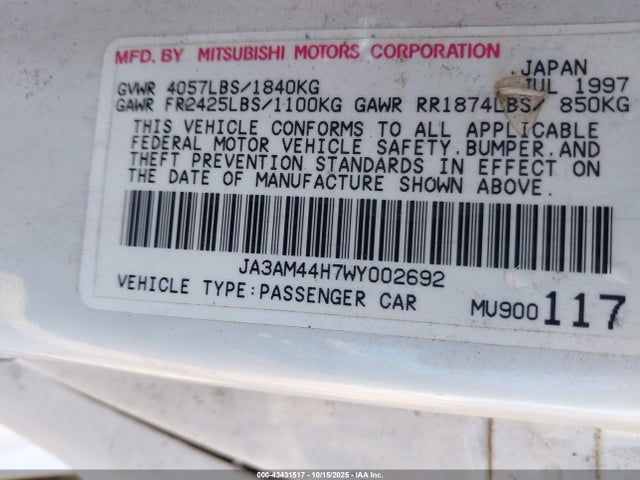 MFD. BY MITSUBISHI MOTORS CORPORATION
JAPAN
GVWR 4057LBS/1840KG JUL 1997
GAWR FR2425LBS/1100KG GAWR RR1874LBS/ 850KG
THIS VEHICLE CONFORMS TO ALL APPLICABLE
FEDERAL MOTOR VEHICLE SAFETY,BUMPER,AND
THEFT PREVENTION STANDARDS IN EFFECT ON
THE DATE OF MANUFACTURE SHOWN ABOVE.
JA3AM44H7WY002692
VEHICLE TYPE:PASSENGER CAR MU900117
000-43431517 - 10/15/2025 - IAA Inc.